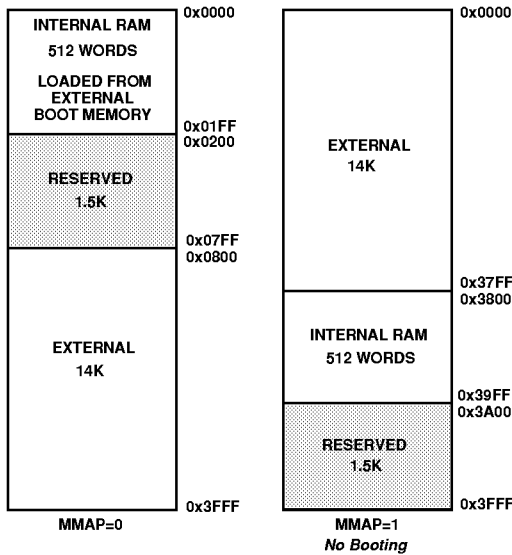 0x0000
INTERNAL RAM
512 WORDS
LOADED FROM
EXTERNAL
BOOT MEMORY
0x01FF
0x0200
RESERVED
1.5K
0x07FF
0x0800
EXTERNAL
14K
0x3FFF
MMAP=0
0x0000
EXTERNAL
14K
0x37FF
0x3800
INTERNAL RAM
512 WORDS
0x39FF
0x3A00
RESERVED
1.5K
0x3FFF
MMAP=1
No Booting